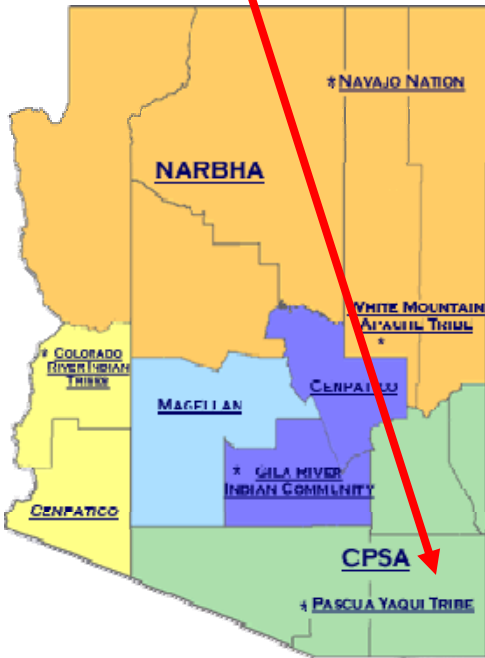 * NAVAJO NATION
NARBHA
WHITE MOUNTAIN
APACHE TRIBE
*
* COLORADO
RIVER INDIAN
TRIBES
CENPATICO
MAGELLAN
* GILA RIVER
INDIAN COMMUNITY
CENPATICO
CPSA
* PASCUA YAQUI TRIBE